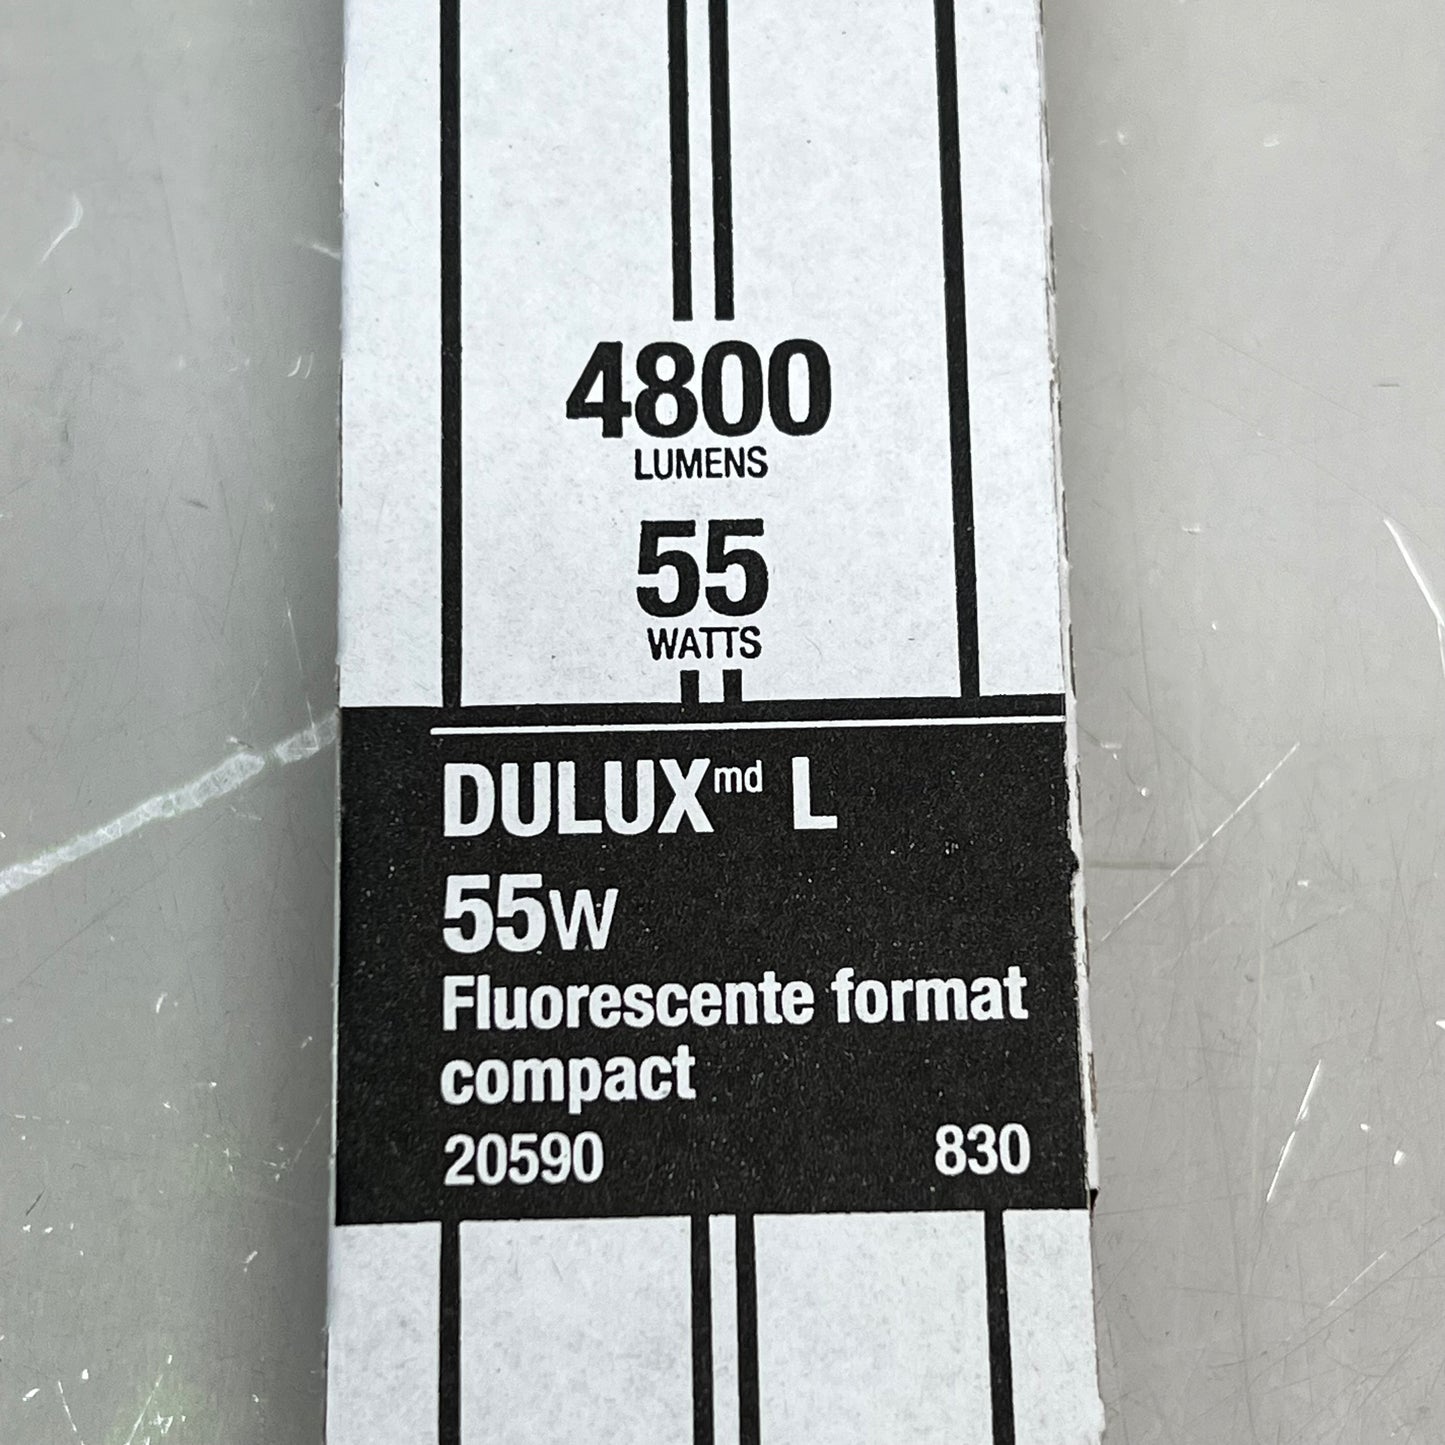 4800
LUMENS
55
WATTS
DULUXmd L
55W
Fluorescente format
compact
20590 830